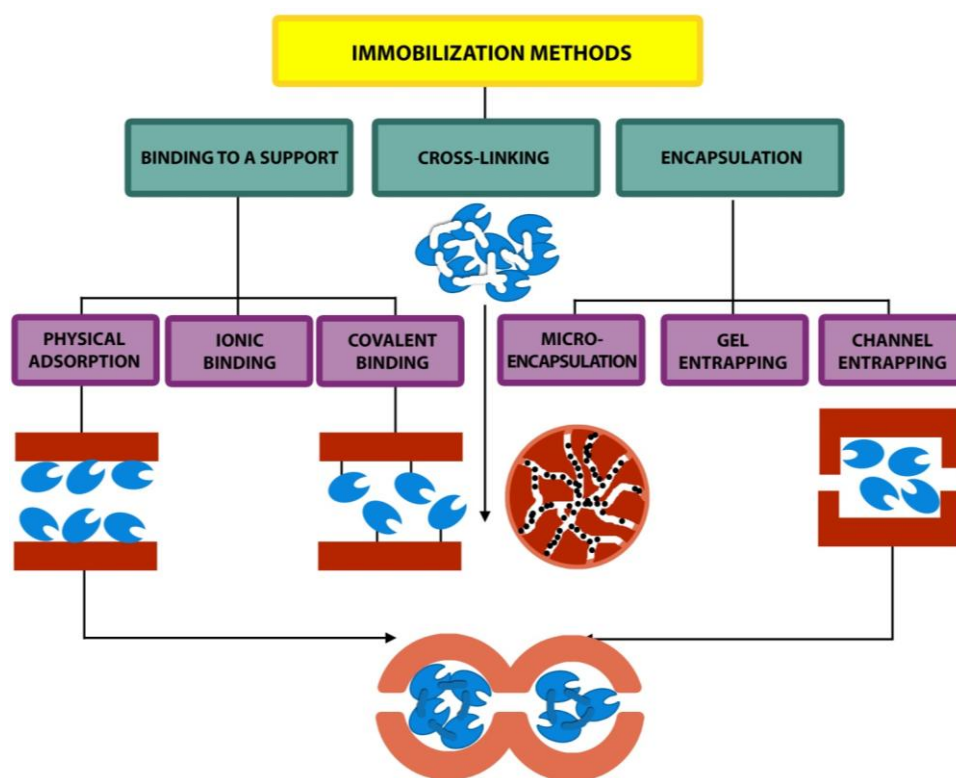 IMMOBILIZATION METHODS
BINDING TO A SUPPORT
CROSS-LINKING
ENCAPSULATION
PHYSICAL
ADSORPTION
IONIC
BINDING
COVALENT
BINDING
MICRO-
ENCAPSULATION
GEL
ENTRAPPING
CHANNEL
ENTRAPPING